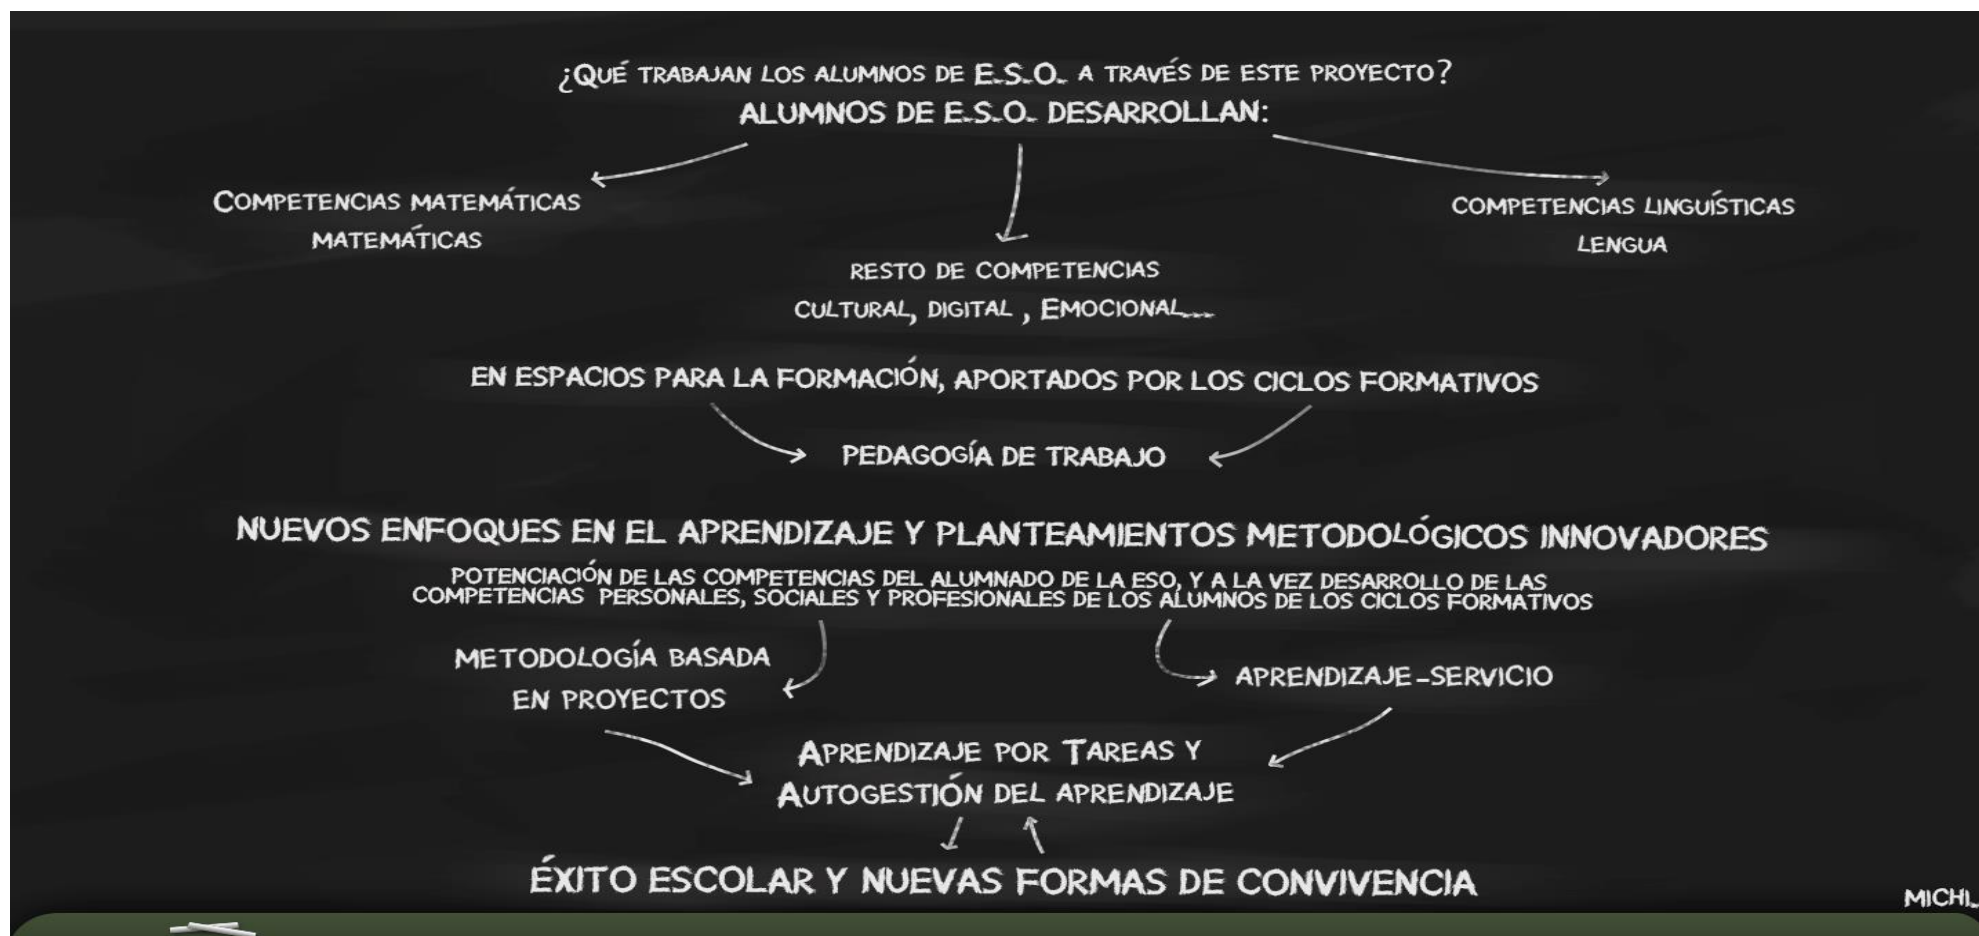 ¿QUÉ TRABAJAN LOS ALUMNOS DE E.S.O. A TRAVÉS DE ESTE PROYECTO?
ALUMNOS DE E.S.O. DESARROLLAN:
COMPETENCIAS MATEMÁTICAS
MATEMÁTICAS
COMPETENCIAS LINGUÍSTICAS
LENGUA
RESTO DE COMPETENCIAS
CULTURAL, DIGITAL , EMOCIONAL...
EN ESPACIOS PARA LA FORMACIÓN, APORTADOS POR LOS CICLOS FORMATIVOS
PEDAGOGÍA DE TRABAJO
NUEVOS ENFOQUES EN EL APRENDIZAJE Y PLANTEAMIENTOS METODOLÓGICOS INNOVADORES
POTENCIACIÓN DE LAS COMPETENCIAS DEL ALUMNADO DE LA ESO, Y A LA VEZ DESARROLLO DE LAS
COMPETENCIAS PERSONALES, SOCIALES Y PROFESIONALES DE LOS ALUMNOS DE LOS CICLOS FORMATIVOS
METODOLOGÍA BASADA
EN PROYECTOS
APRENDIZAJE-SERVICIO
APRENDIZAJE POR TAREAS Y
AUTOGESTIÓN DEL APRENDIZAJE
ÉXITO ESCOLAR Y NUEVAS FORMAS DE CONVIVENCIA
MICHI..